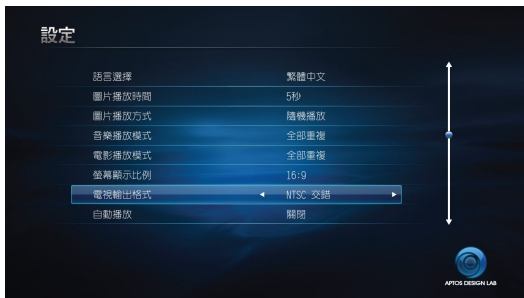 設定
語言選擇 繁體中文
圖片播放時間 5秒
圖片播放方式 隨機播放
音樂播放模式 全部重複
電影播放模式 全部重複
螢幕顯示比例 16:9
電視輸出格式 NTSC 交錯
自動播放 關閉
APTOS DESIGN LAB